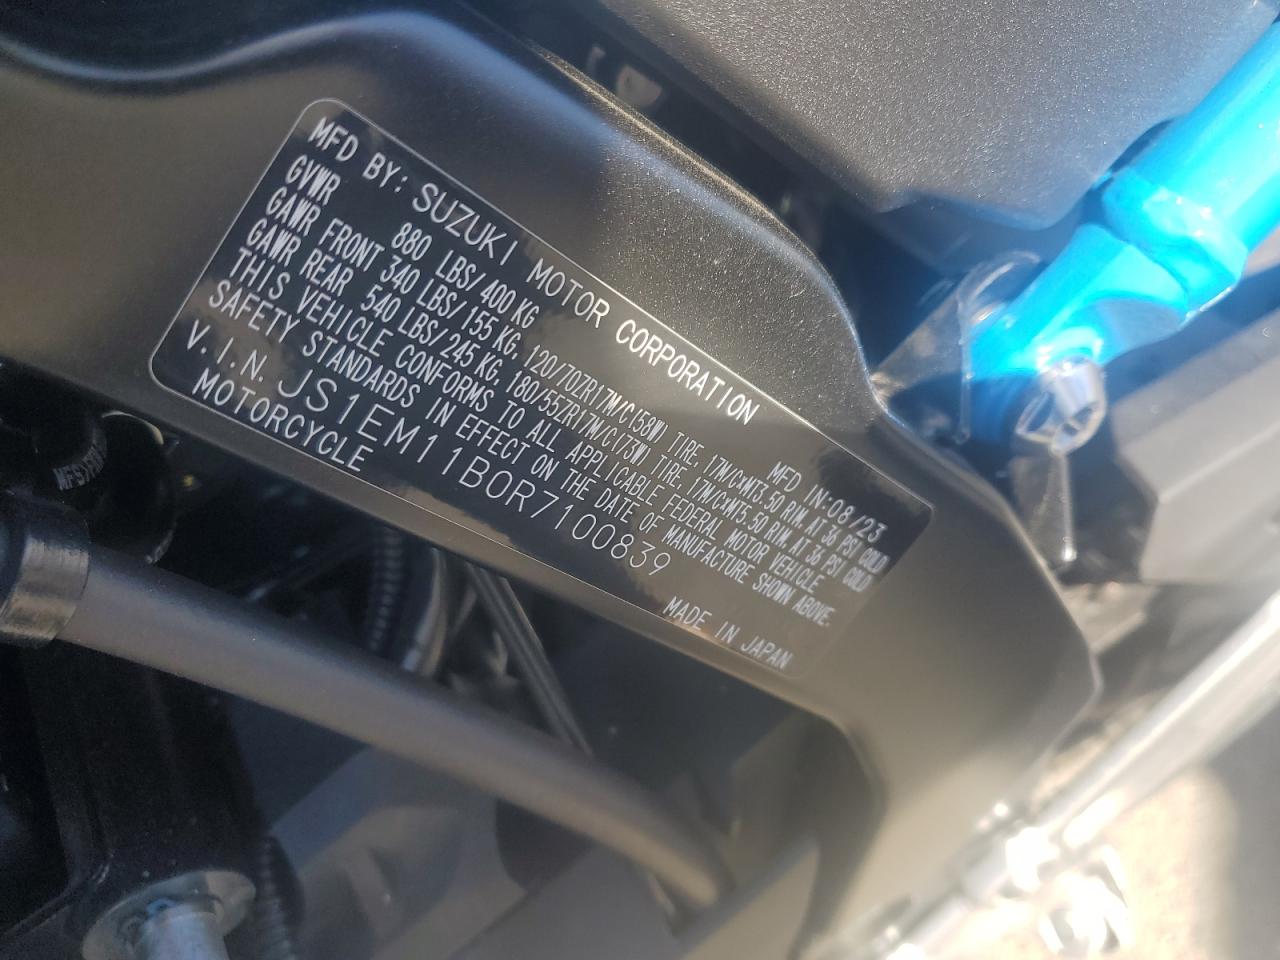 MFD BY: SUZUKI MOTOR CORPORATION MFD IN:08/23
GVWR 880 LBS/ 400 KG
GAWR FRONT 340 LBS/ 155 KG, 120/70ZR17M/C(58W) TIRE, 17M/CxMT3.50 RIM, AT 36 PSI COLD
GAWR REAR 540 LBS/ 245 KG, 180/55ZR17M/C(73W) TIRE, 17M/CxMT5.50 RIM, AT 36 PSI COLD
THIS VEHICLE CONFORMS TO ALL APPLICABLE FEDERAL MOTOR VEHICLE
SAFETY STANDARDS IN EFFECT ON THE DATE OF MANUFACTURE SHOWN ABOVE.
V.I.N. JS1EM11B0R7100839
MOTORCYCLE MADE IN JAPAN